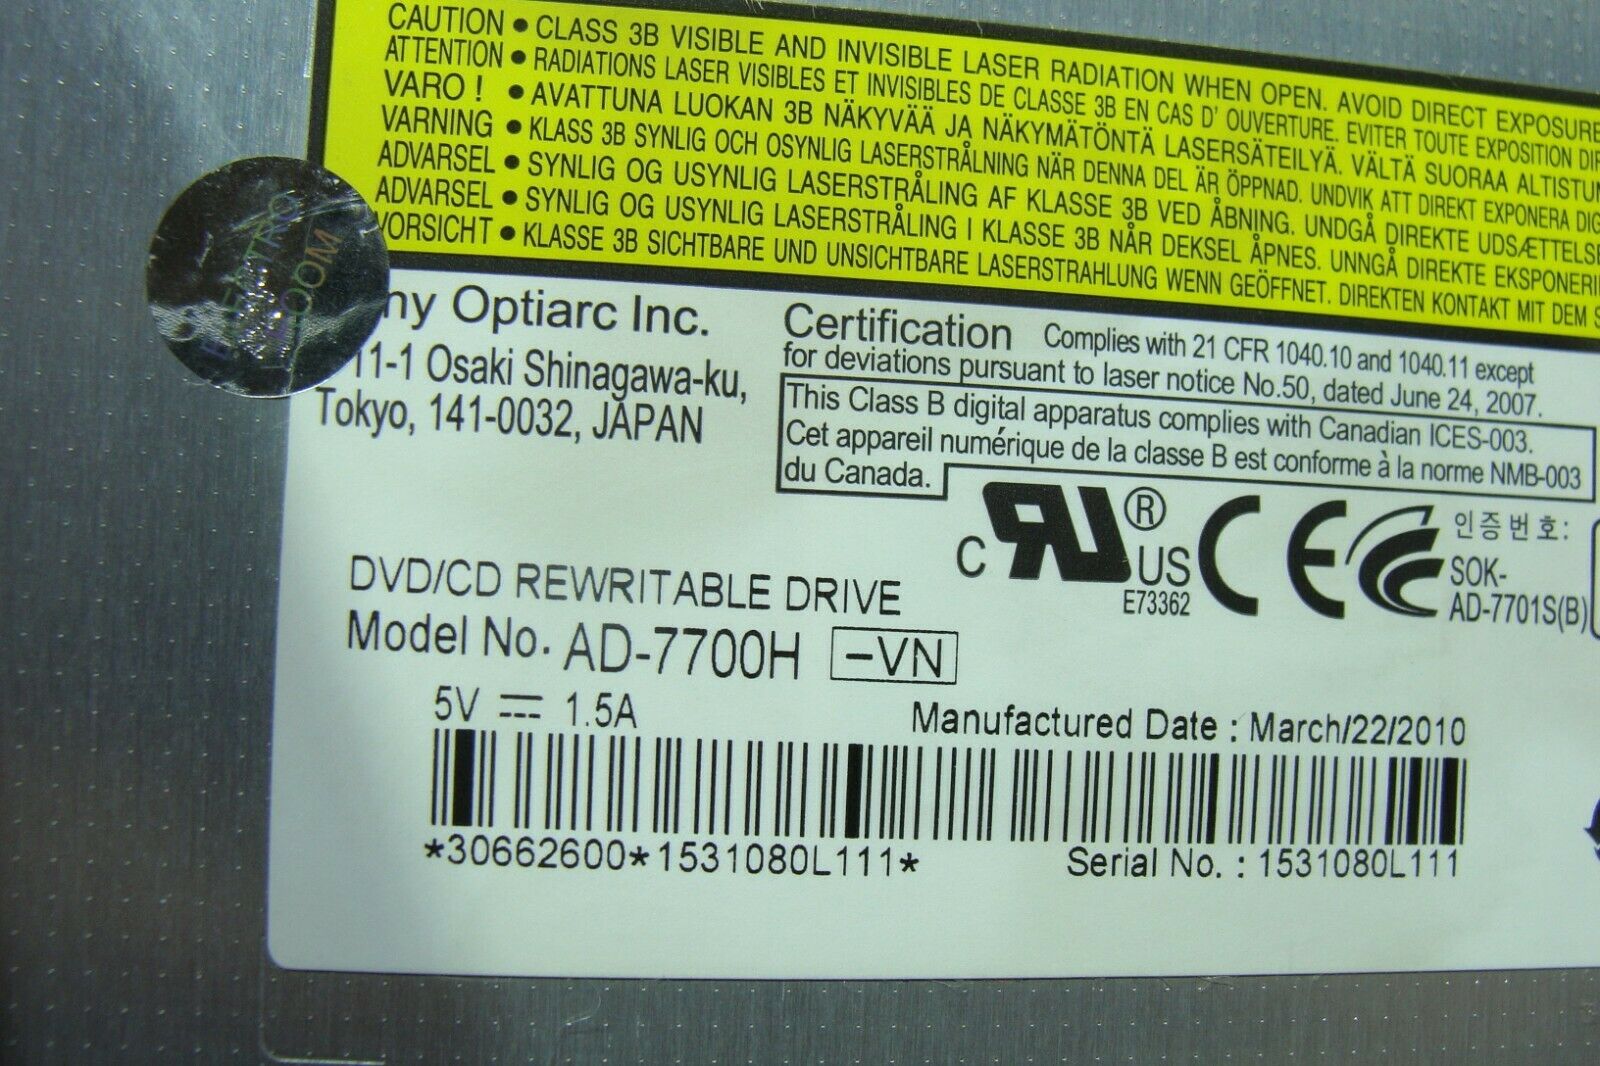 CAUTION • CLASS 3B VISIBLE AND INVISIBLE LASER RADIATION WHEN OPEN. AVOID DIRECT EXPOSURE
ATTENTION • RADIATIONS LASER VISIBLES ET INVISIBLES DE CLASSE 3B EN CAS D' OUVERTURE. EVITER TOUTE EXPOSITION
VARO ! • AVATTUNA LUOKAN 3B NÄKYVÄÄ JA NÄKYMÄTÖNTÄ LASERSÄTEILYÄ. VÄLTÄ SUORAA
VARNING • KLASS 3B SYNLIG OCH OSYNLIG LASERSTRÅLNING NÄR DENNA DEL ÄR ÖPPNAD. UNDVIK ATT DIREKT EXPONERA
ADVARSEL • SYNLIG OG USYNLIG LASERSTRÅLING AF KLASSE 3B VED ÅBNING. UNDGÅ DIREKTE
ADVARSEL • SYNLIG OG USYNLIG LASERSTRÅLING I KLASSE 3B NÅR DEKSEL ÅPNES. UNNGÅ DIREKTE
VORSICHT • KLASSE 3B SICHTBARE UND UNSICHTBARE LASERSTRAHLUNG WENN GEÖFFNET. DIREKTEN KONTAKT MIT DEM
ny Optiarc Inc.
11-1 Osaki Shinagawa-ku,
Tokyo, 141-0032, JAPAN
Certification Complies with 21 CFR 1040.10 and 1040.11 except
for deviations pursuant to laser notice No.50, dated June 24, 2007.
This Class B digital apparatus complies with Canadian ICES-003.
Cet appareil numérique de la classe B est conforme à la norme NMB-003
du Canada.
C RU ® US
E73362
CE
인증번호:
SOK-
AD-7701S(B)
DVD/CD REWRITABLE DRIVE
Model No. AD-7700H -VN
5V 1.5A
Manufactured Date : March/22/2010
*30662600*1531080L111*
Serial No. : 1531080L111